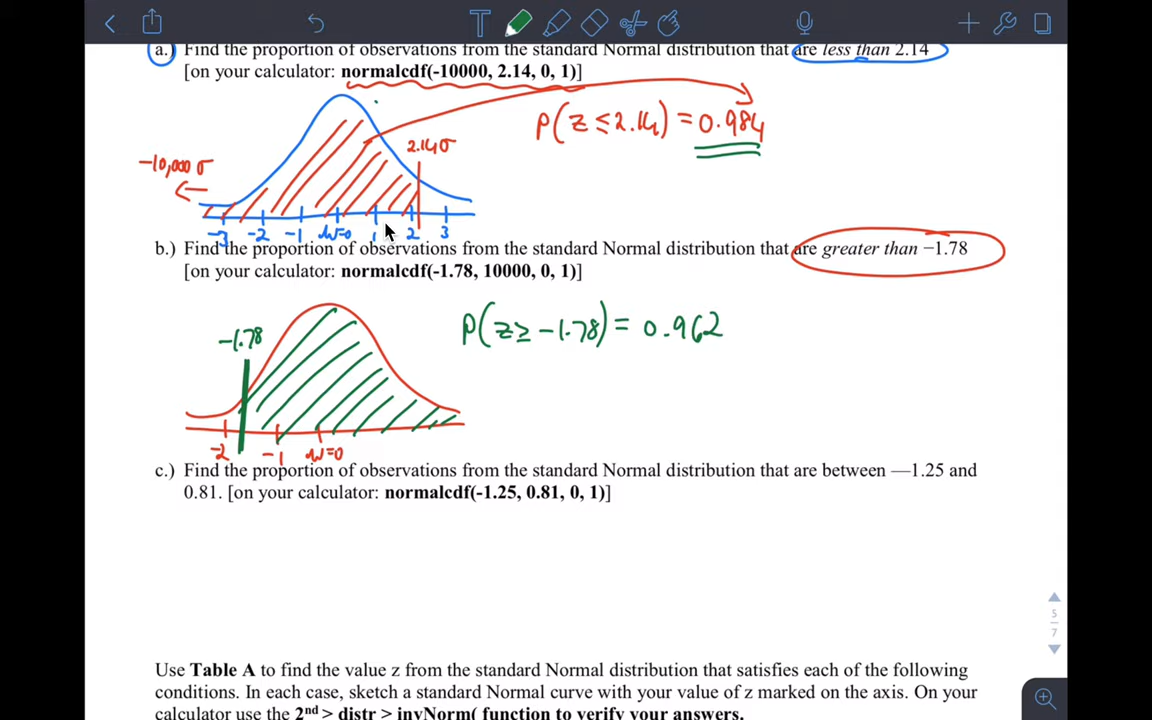 a.) Find the proportion of observations from the standard Normal distribution that are less than 2.14
[on your calculator: normalcdf(-10000, 2.14, 0, 1)]
P(Z ≤ 2.14) = 0.984
2.14σ
-10,000 σ
-3 -2 -1 μ=0 1 2 3
b.) Find the proportion of observations from the standard Normal distribution that are greater than −1.78
[on your calculator: normalcdf(-1.78, 10000, 0, 1)]
P(Z ≥ -1.78) = 0.962
-1.78
-2 -1 μ=0
c.) Find the proportion of observations from the standard Normal distribution that are between —1.25 and
0.81. [on your calculator: normalcdf(-1.25, 0.81, 0, 1)]
5
7
Use Table A to find the value z from the standard Normal distribution that satisfies each of the following
conditions. In each case, sketch a standard Normal curve with your value of z marked on the axis. On your
calculator use the 2nd > distr > invNorm( function to verify your answers.